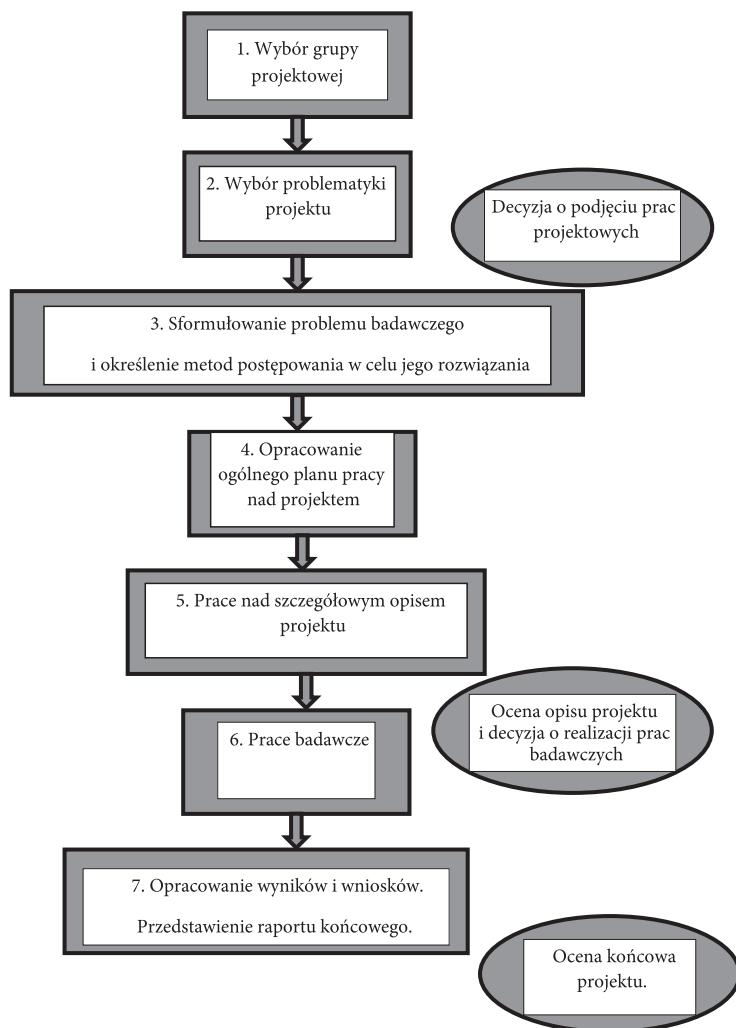 1. Wybór grupy
projektowej
2. Wybór problematyki
projektu
Decyzja o podjęciu prac
projektowych
3. Sformułowanie problemu badawczego
i określenie metod postępowania w celu jego rozwiązania
4. Opracowanie
ogólnego planu pracy
nad projektem
5. Prace nad szczegółowym opisem
projektu
Ocena opisu projektu
i decyzja o realizacji prac
badawczych
6. Prace badawcze
7. Opracowanie wyników i wniosków.
Przedstawienie raportu końcowego.
Ocena końcowa
projektu.